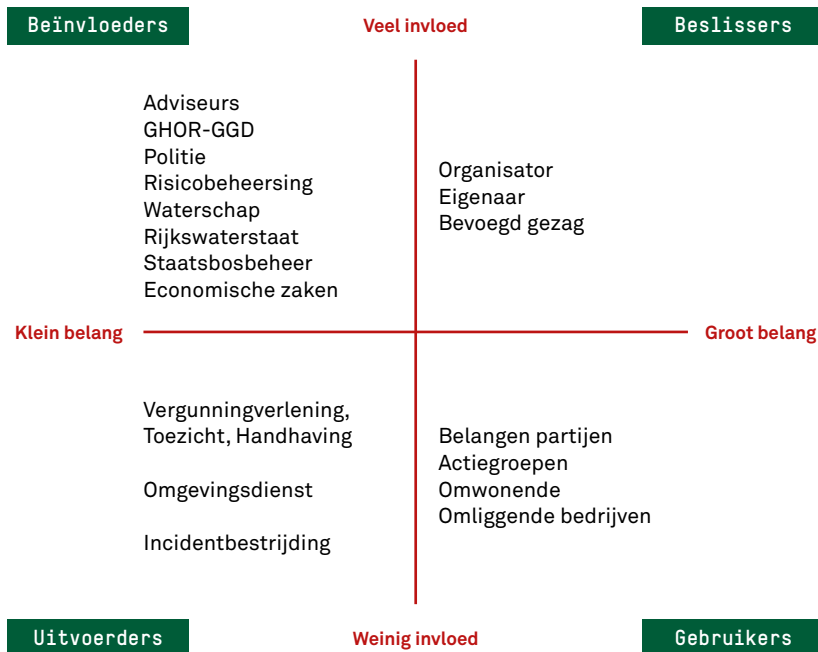 Beïnvloeders
Veel invloed
Beslissers
Adviseurs
GHOR-GGD
Politie
Risicobeheersing
Waterschap
Rijkswaterstaat
Staatsbosbeheer
Economische zaken
Organisator
Eigenaar
Bevoegd gezag
Klein belang
Groot belang
Vergunningverlening,
Toezicht, Handhaving
Omgevingsdienst
Incidentbestrijding
Belangen partijen
Actiegroepen
Omwonende
Omliggende bedrijven
Uitvoerders
Weinig invloed
Gebruikers